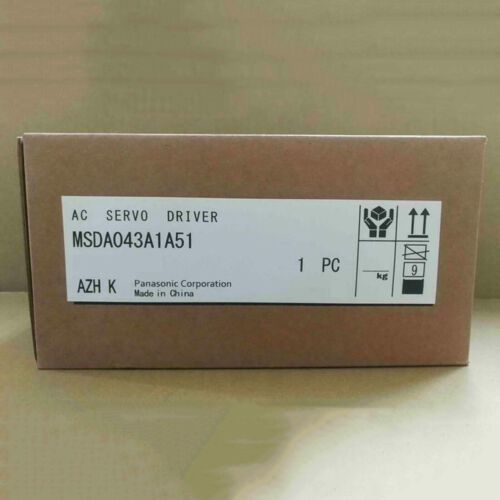 AC SERVO DRIVER
MSDA043A1A51
1 PC
kg
9
AZH K
Panasonic Corporation
Made in China